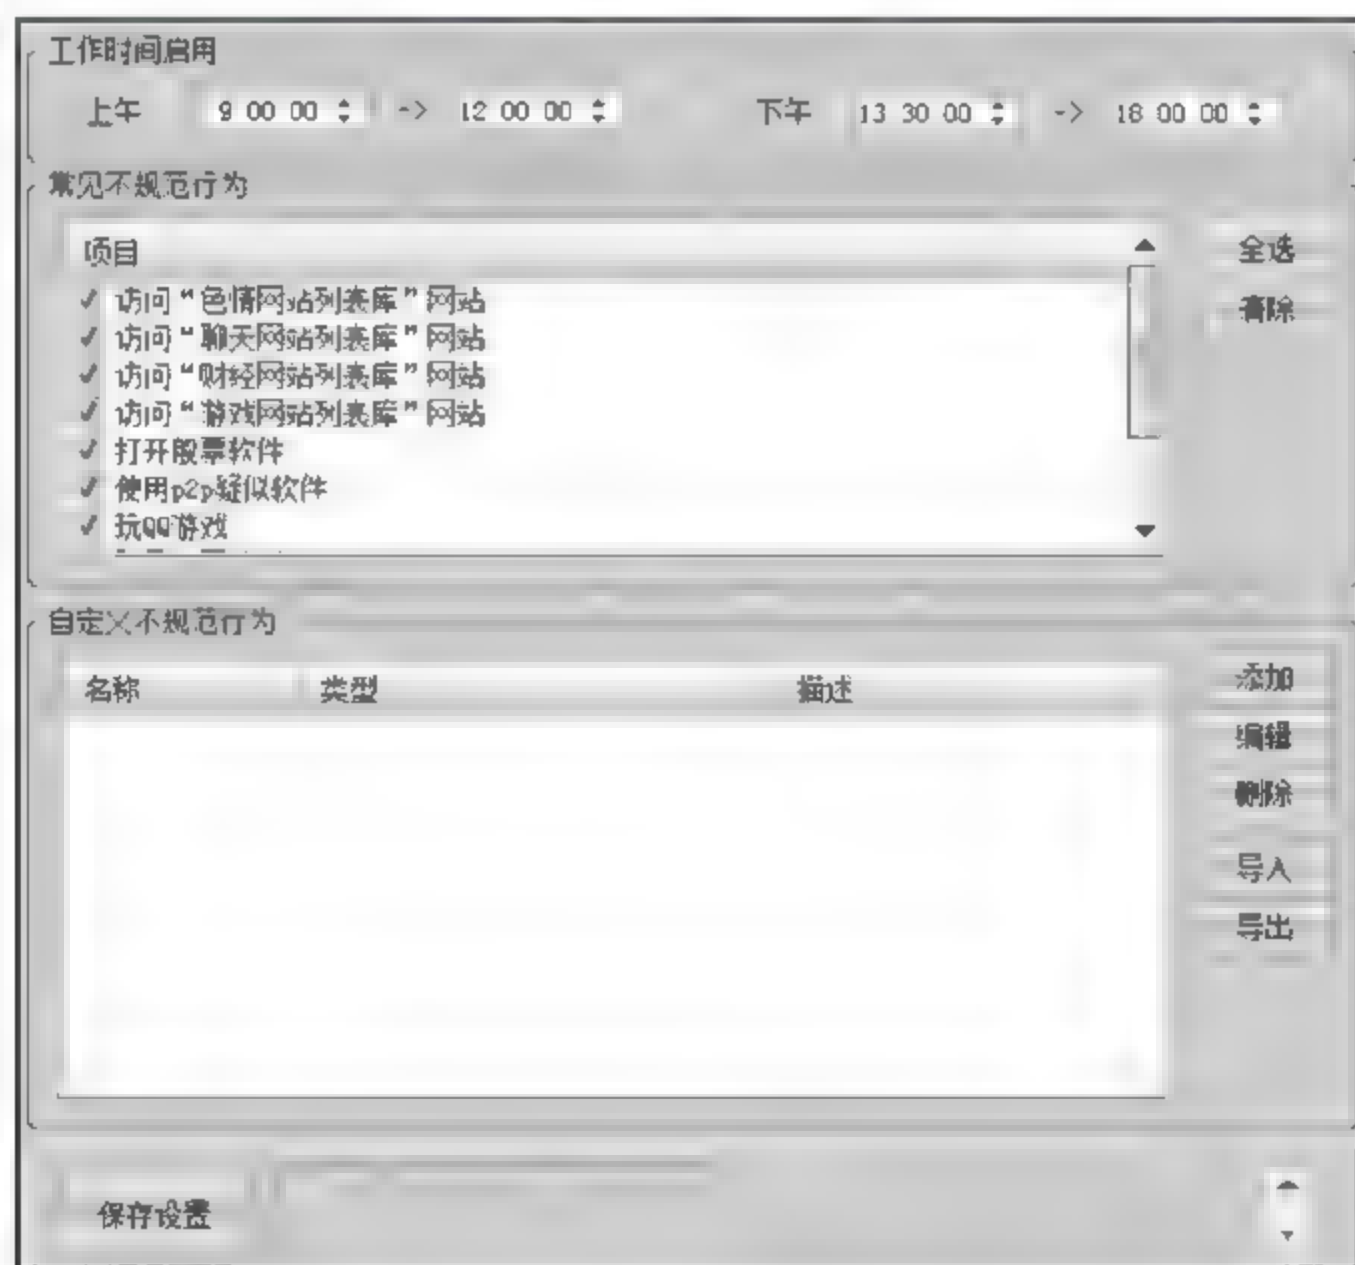 工作时间启用
上午 9 00 00 -> 12 00 00 下午 13 30 00 -> 18 00 00
常见不规范行为
项目
全选
✓ 访问“色情网站列表库”网站
清除
✓ 访问“聊天网站列表库”网站
✓ 访问“财经网站列表库”网站
✓ 访问“游戏网站列表库”网站
✓ 打开股票软件
✓ 使用p2p疑似软件
✓ 玩QQ游戏
自定义不规范行为
名称 类型 描述
添加
编辑
删除
导入
导出
保存设置